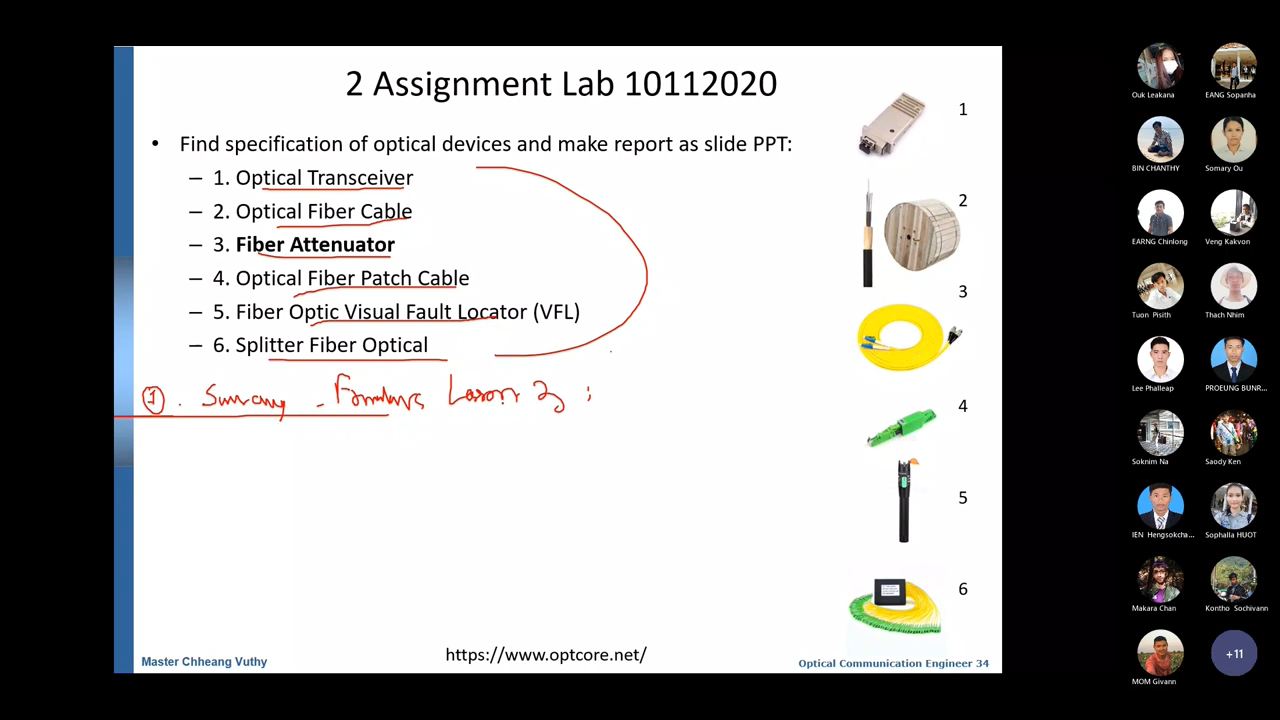 2 Assignment Lab 10112020
• Find specification of optical devices and make report as slide PPT:
– 1. Optical Transceiver
– 2. Optical Fiber Cable
– 3. Fiber Attenuator
– 4. Optical Fiber Patch Cable
– 5. Fiber Optic Visual Fault Locator (VFL)
– 6. Splitter Fiber Optical
1
2
3
4
5
6
https://www.optcore.net/
Master Chheang Vuthy
Optical Communication Engineer 34
Ouk Leakana
EANG Sopanha
BIN CHANTHY
Somary Ou
EARNG Chinlong
Veng Kakvon
Tuon Pisith
Thach Nhim
Lee Phalleap
PROEUNG BUNR...
Soknim Na
Saody Ken
IEN Hengsokcha...
Sophalla HUOT
Makara Chan
Kontho Sochivann
MOM Givann
+11